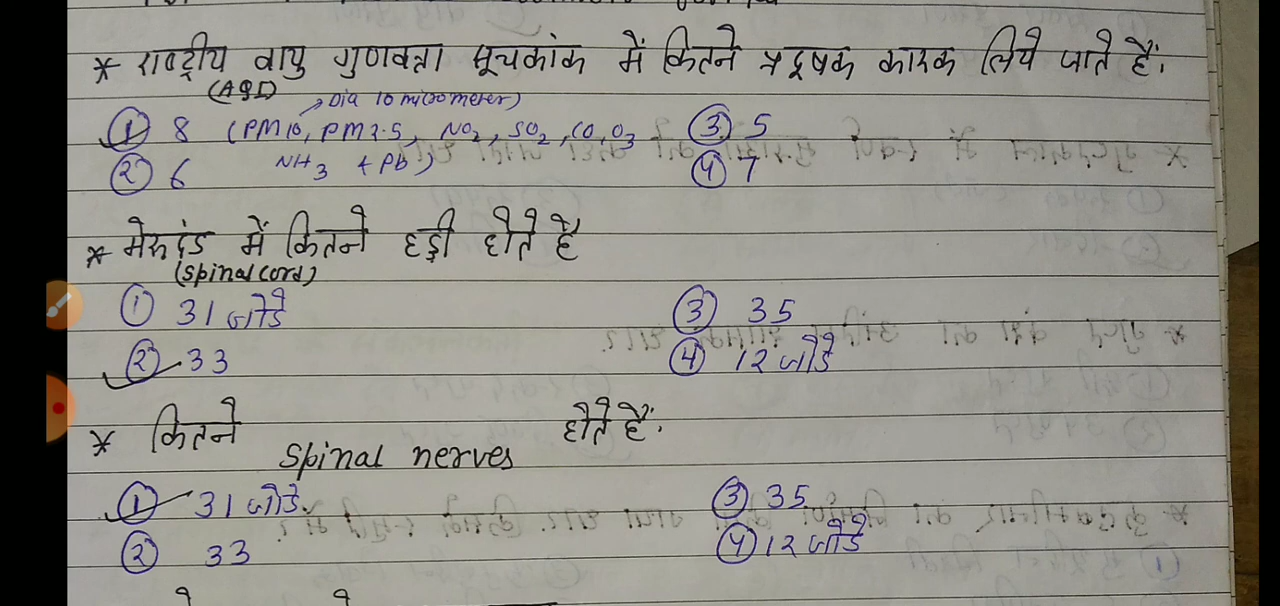 * राष्ट्रीय वायु गुणवत्ता सूचकांक में कितने प्रदूषक कारक लिये जाते हैं।
(AQI)
→ Dia 10 micrometer)
① 8 (PM10, PM2.5, NO2, SO2, CO, O3 ③ 5
NH3 + Pb)
② 6 ④ 7
* मेरुदंड में कितने हड्डी होते है
(spinal cord)
① 31 जोडे ③ 35
② 33 ④ 12 जोडे
* कितने spinal nerves होते हैं।
① 31 जोडे ③ 35
② 33 ④ 12 जोडे